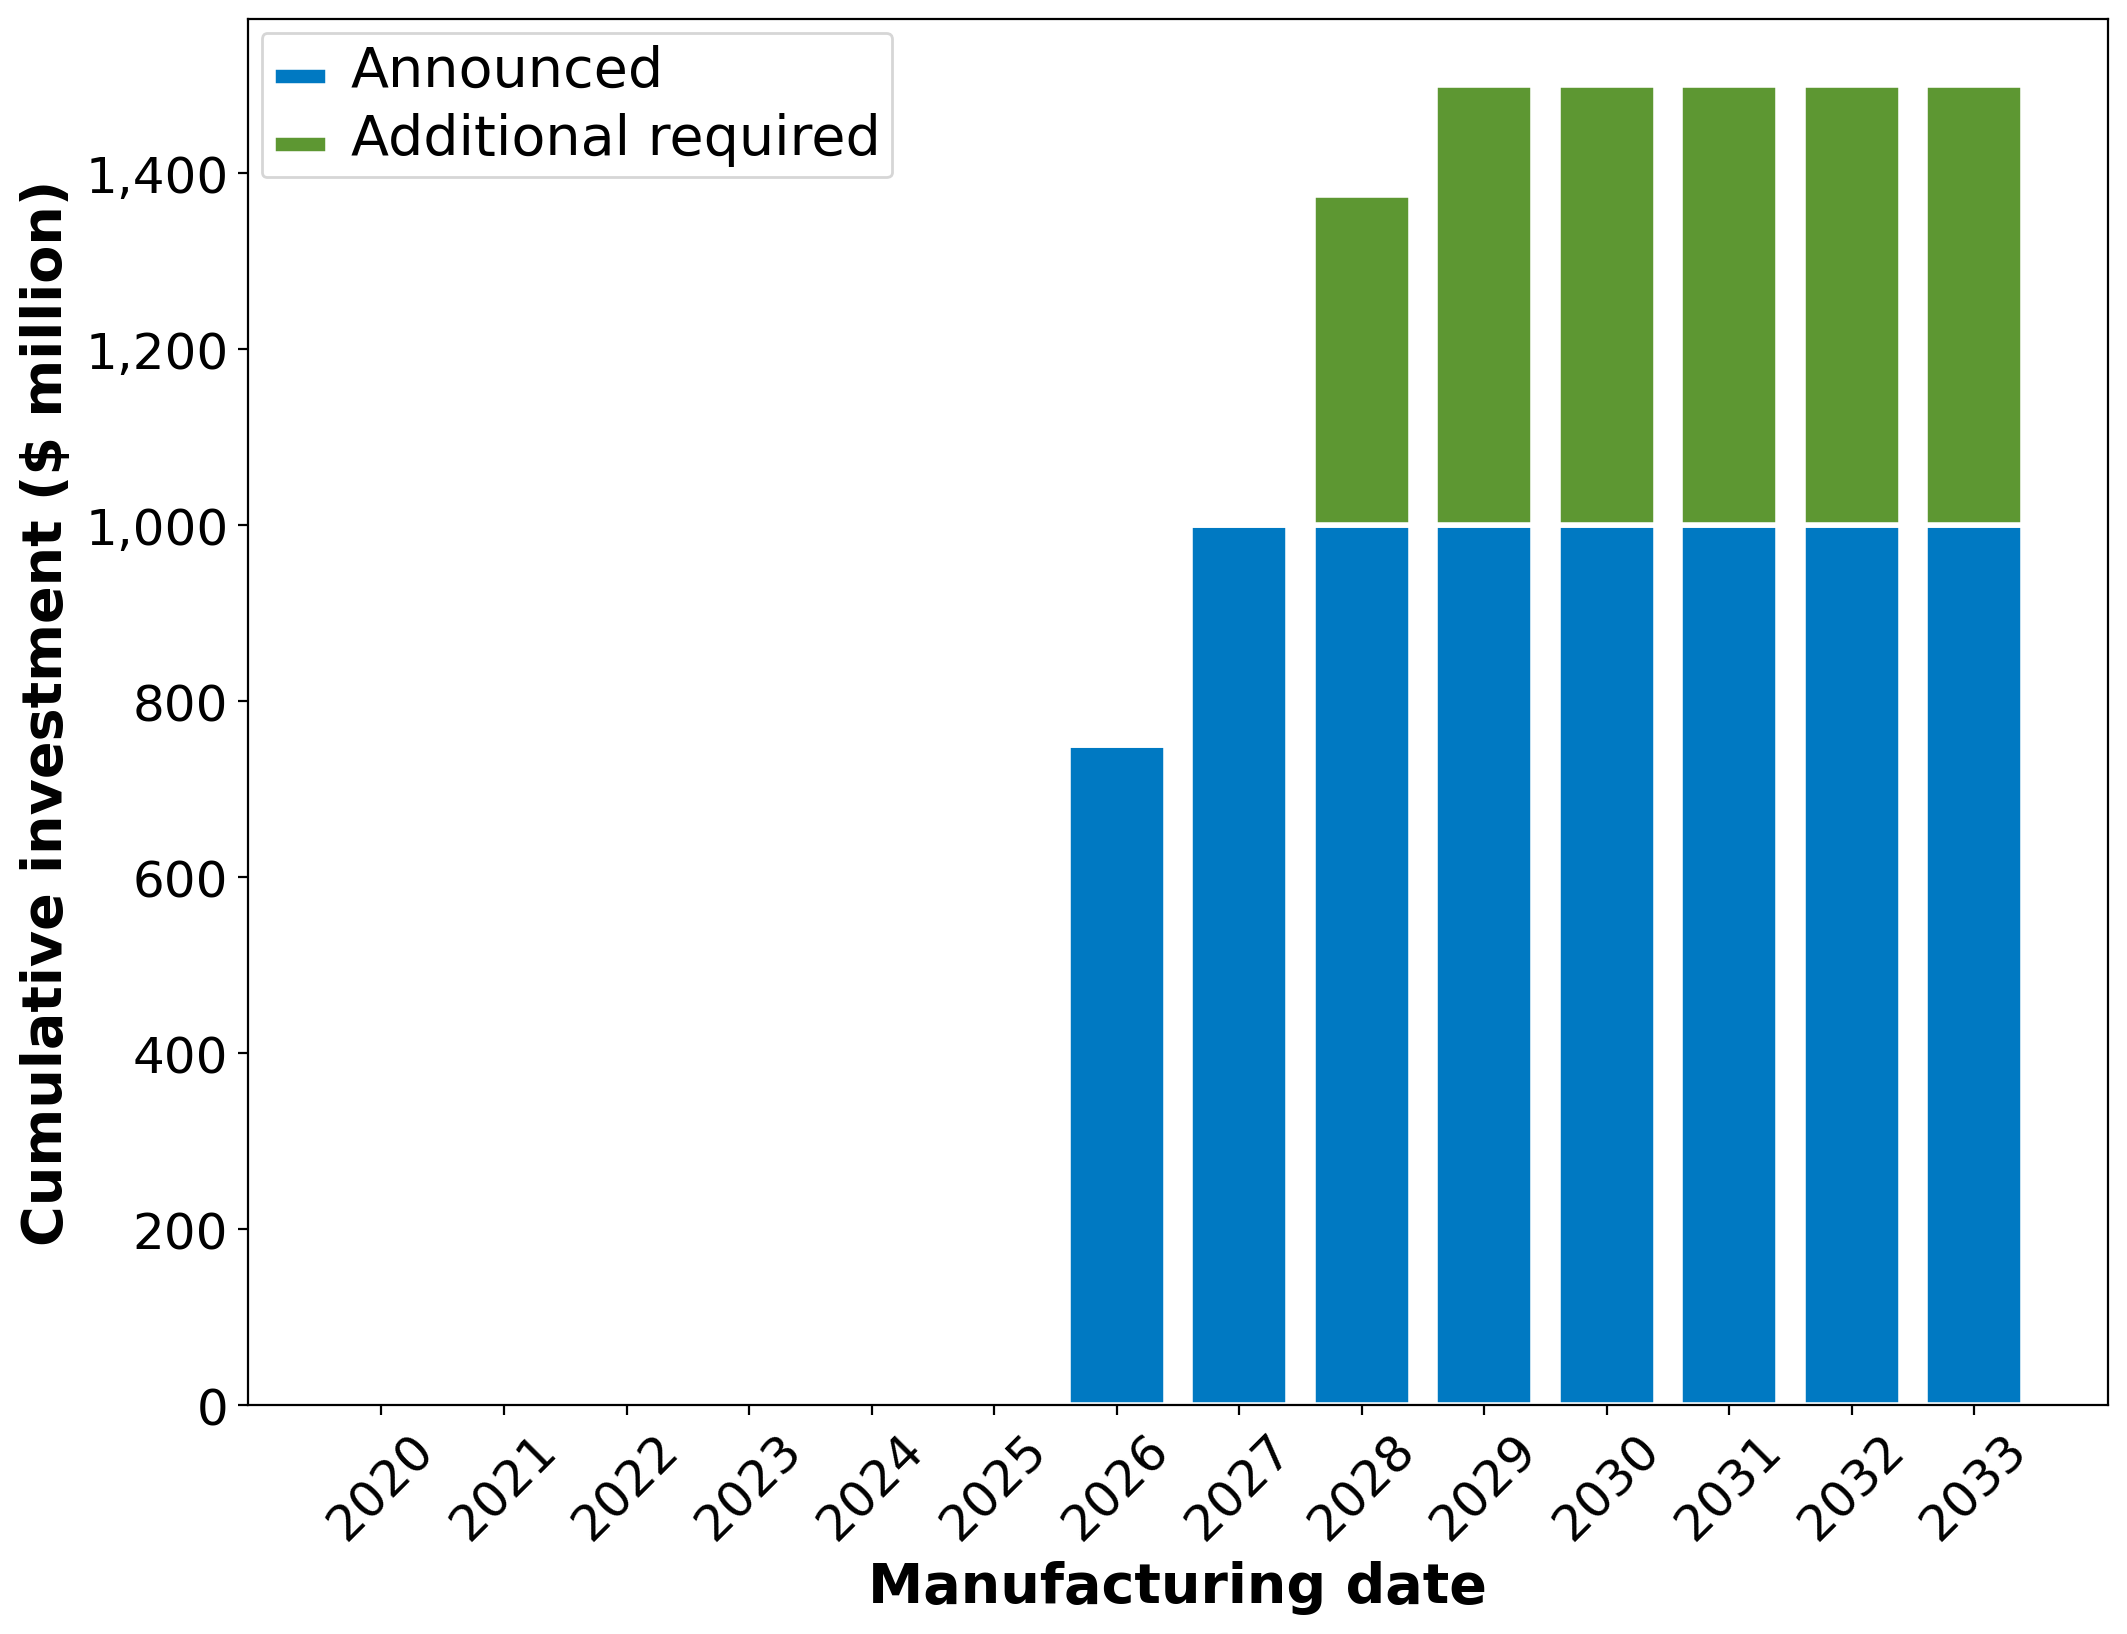 Announced
Additional required
1,400
1,200
1,000
800
600
400
200
0
Cumulative investment ($ million)
2020 2021 2022 2023 2024 2025 2026 2027 2028 2029 2030 2031 2032 2033
Manufacturing date